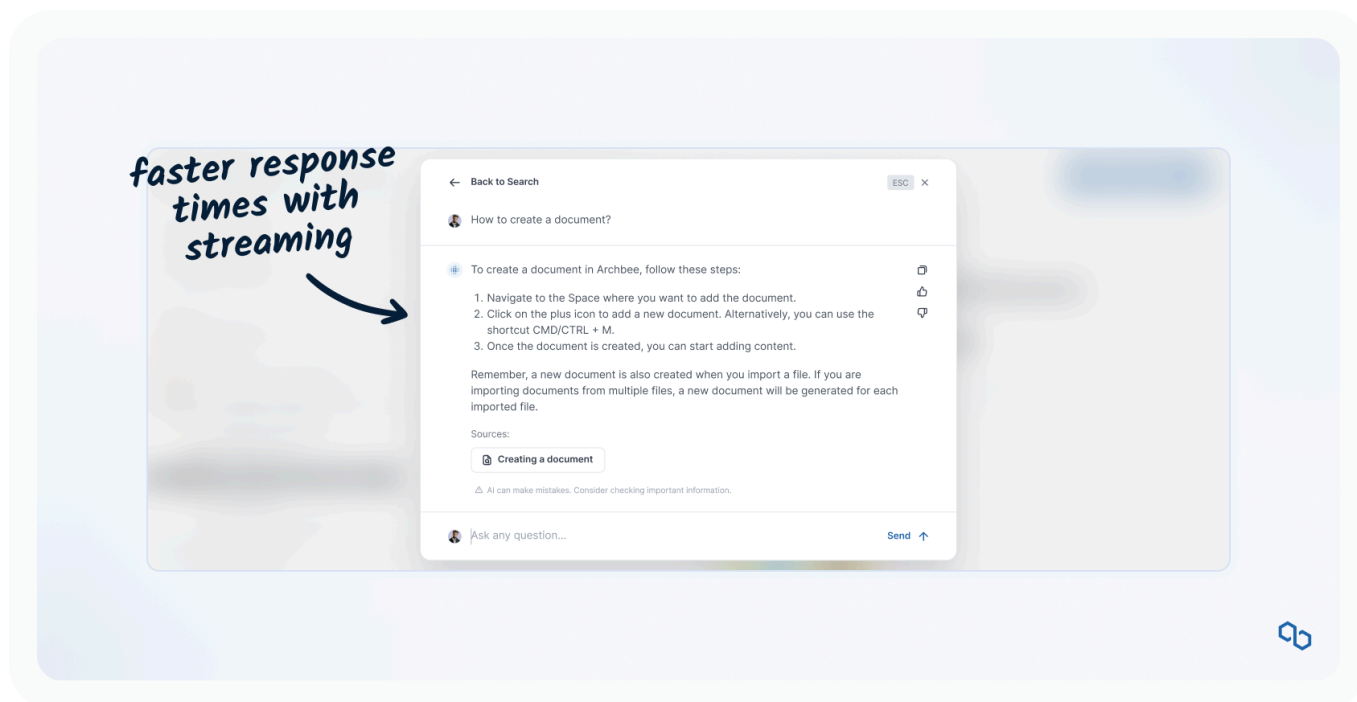 faster response
times with
streaming
Back to Search
ESC
How to create a document?
To create a document in Archbee, follow these steps:
1. Navigate to the Space where you want to add the document.
2. Click on the plus icon to add a new document. Alternatively, you can use the
shortcut CMD/CTRL + M.
3. Once the document is created, you can start adding content.
Remember, a new document is also created when you import a file. If you are
importing documents from multiple files, a new document will be generated for each
imported file.
Sources:
Creating a document
AI can make mistakes. Consider checking important information.
Ask any question...
Send